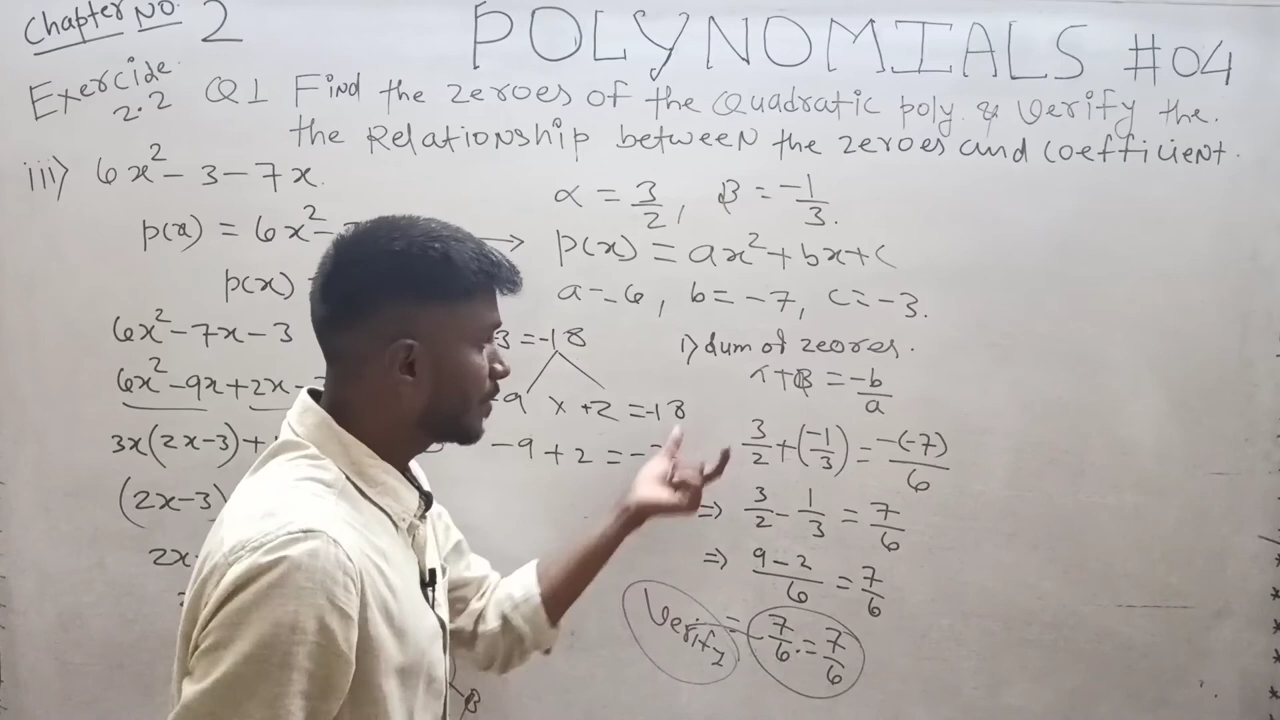 Chapter NO. 2
POLYNOMIALS #04
Exercide 2.2
Q1 Find the zeroes of the Quadratic poly. & Verify the.
the Relationship between the zeroes and coefficient.
iii) 6x² - 3 - 7x.
p(x) = 6x²-
p(x)
6x² - 7x - 3
6x² - 9x + 2x -
3x(2x-3)+
(2x-3)
2x
3 = -18
-9 x +2 = -18
-9 + 2 = -
α = 3/2, β = -1/3.
→ p(x) = ax² + bx + c
a = 6, b = -7, c = -3.
i) Sum of zeores.
α + β = -b/a
3/2 + (-1/3) = -(-7)/6
⇒ 3/2 - 1/3 = 7/6
⇒ 9-2/6 = 7/6
Verify = 7/6 = 7/6
β